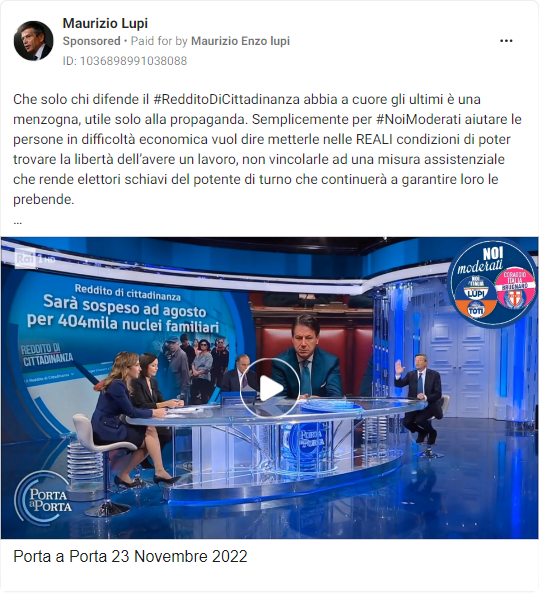 Maurizio Lupi
Sponsored • Paid for by Maurizio Enzo lupi
ID: 1036898991038088
Che solo chi difende il #RedditoDiCittadinanza abbia a cuore gli ultimi è una
menzogna, utile solo alla propaganda. Semplicemente per #NoiModerati aiutare le
persone in difficoltà economica vuol dire metterle nelle REALI condizioni di poter
trovare la libertà dell'avere un lavoro, non vincolarle ad una misura assistenziale
che rende elettori schiavi del potente di turno che continuerà a garantire loro le
prebende.
...
Rai 1 HD
Reddito di cittadinanza
Sarà sospeso ad agosto
per 404mila nuclei familiari
REDDITO DI
CITTADINANZA
NOI
moderati
NOI
L'ITALIA
LUPI
CORAGGIO
ITALIA
BRUGNARO
TOTI
PORTA
a PORTA
Porta a Porta 23 Novembre 2022